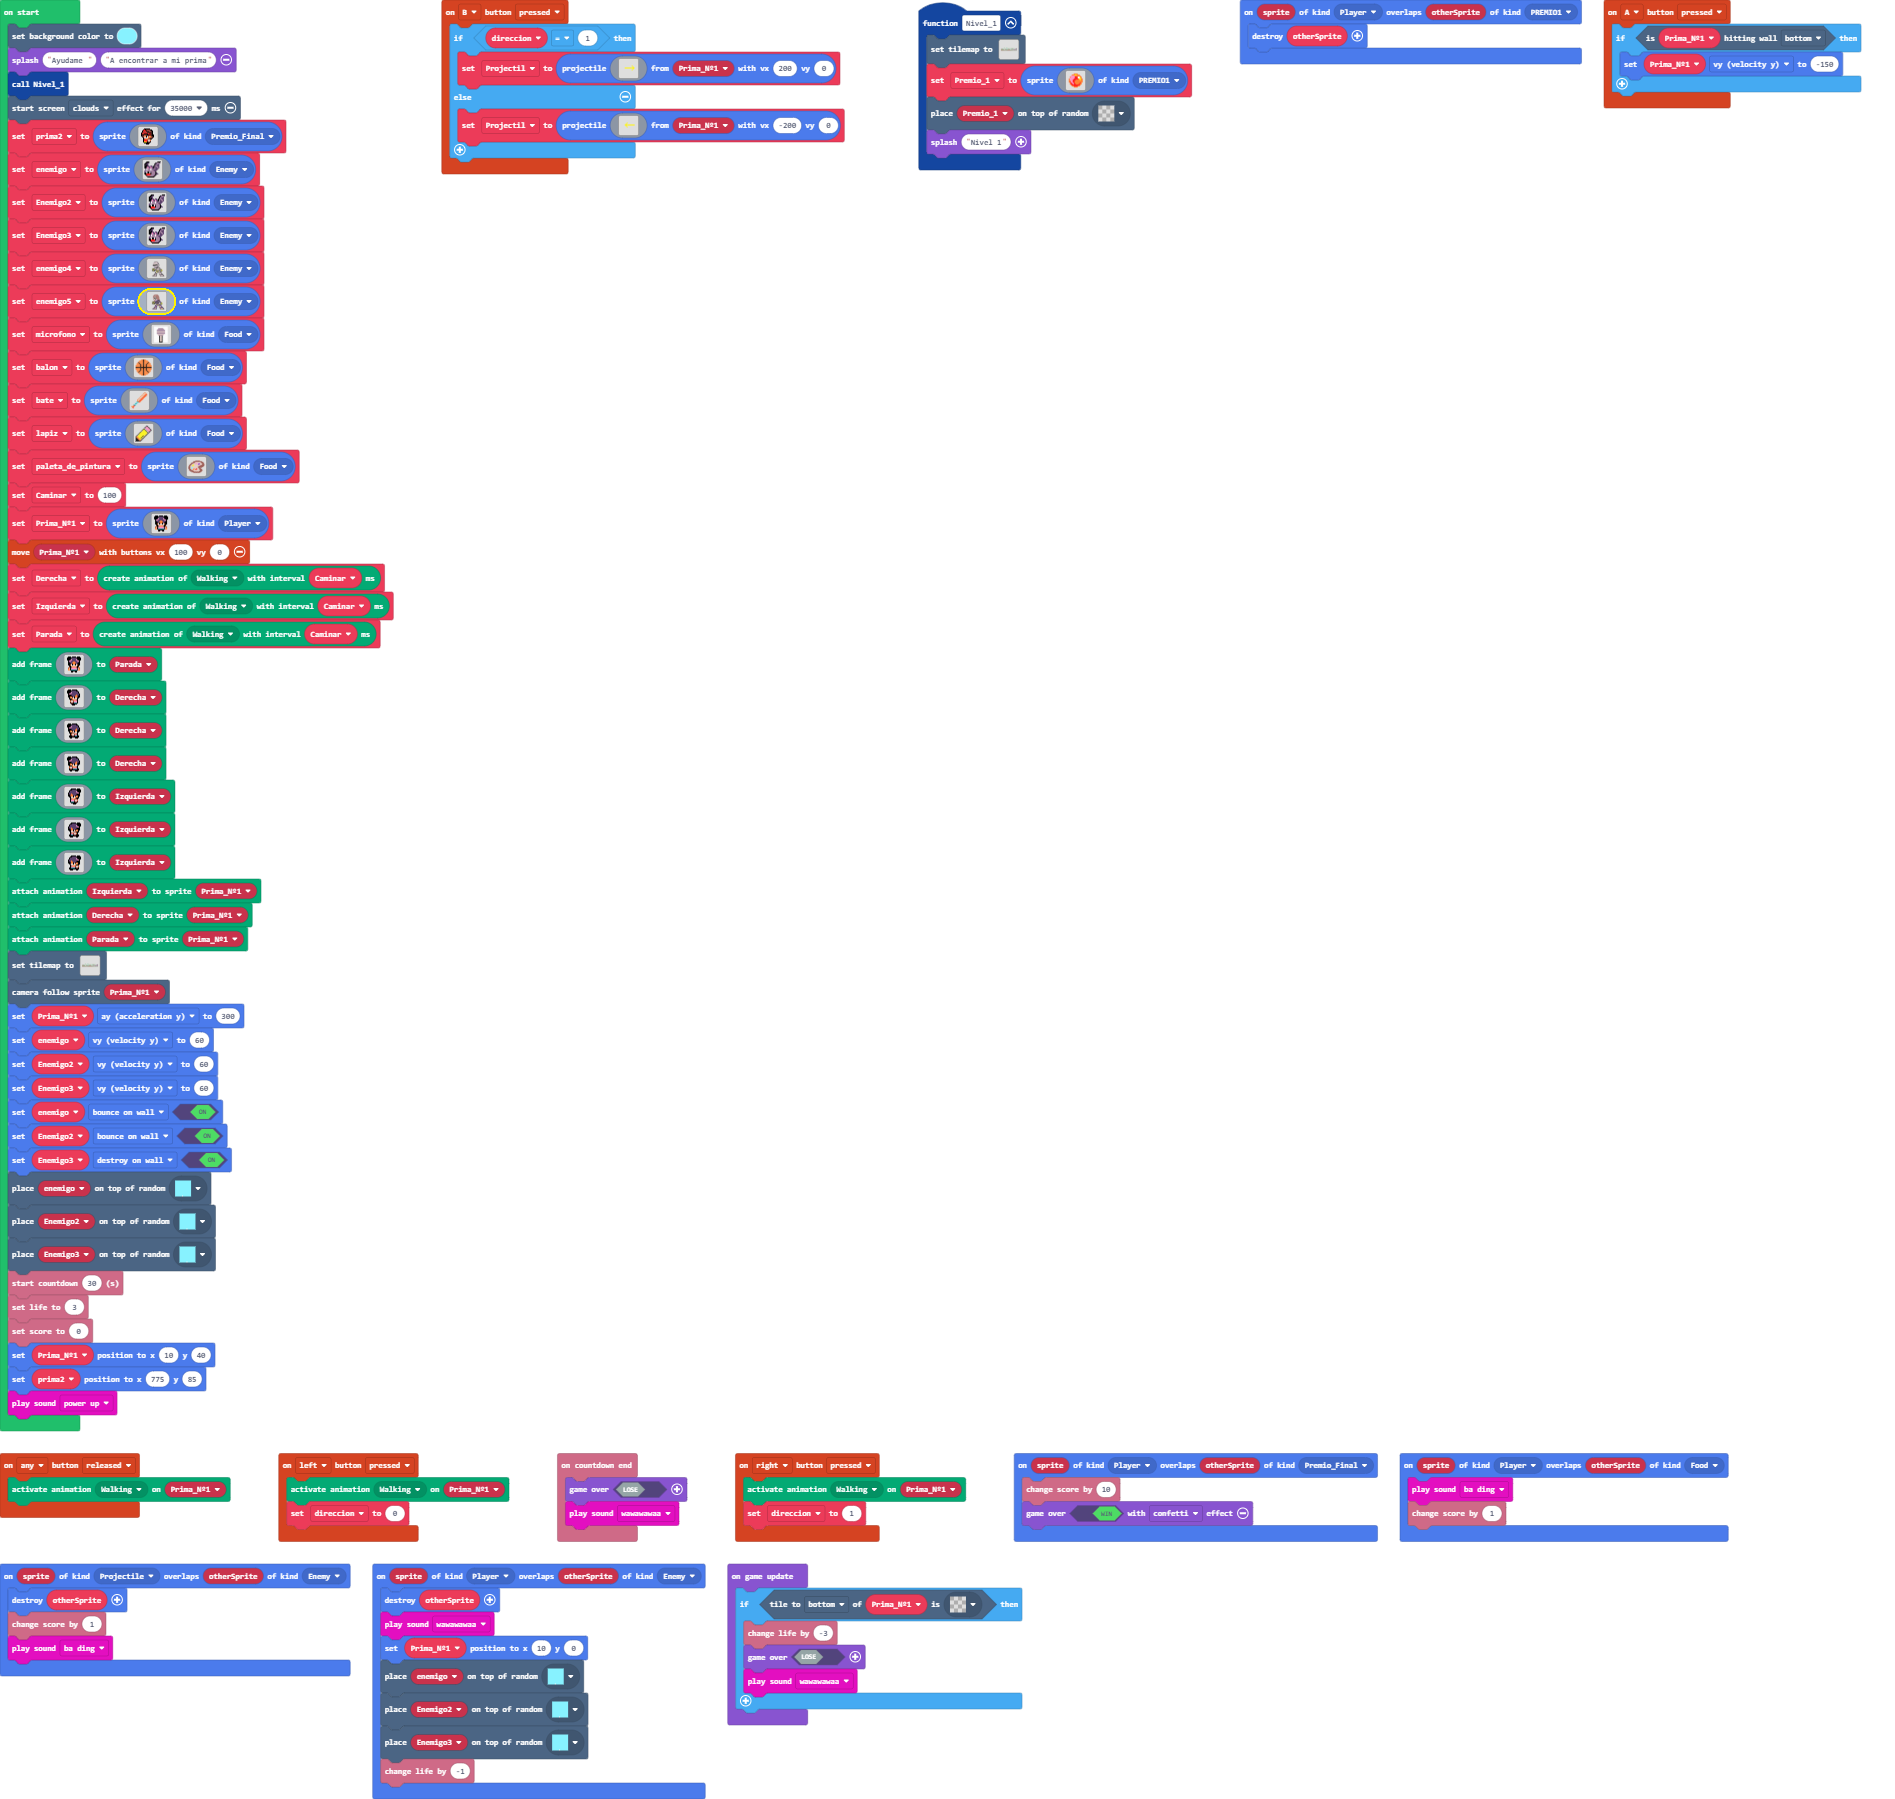 on start
set background color to
splash "Ayudame " "A encontrar a mi prima"
call Nivel_1
start screen clouds effect for 35000 ms
set prima2 to sprite of kind Premio_Final
set enemigo to sprite of kind Enemy
set Enemigo2 to sprite of kind Enemy
set Enemigo3 to sprite of kind Enemy
set enemigo4 to sprite of kind Enemy
set enemigo5 to sprite of kind Enemy
set microfono to sprite of kind Food
set balon to sprite of kind Food
set bate to sprite of kind Food
set lapiz to sprite of kind Food
set paleta_de_pintura to sprite of kind Food
set Caminar to 100
set Prima_Nº1 to sprite of kind Player
move Prima_Nº1 with buttons vx 100 vy 0
set Derecha to create animation of Walking with interval Caminar ms
set Izquierda to create animation of Walking with interval Caminar ms
set Parada to create animation of Walking with interval Caminar ms
add frame to Parada
add frame to Derecha
add frame to Derecha
add frame to Derecha
add frame to Izquierda
add frame to Izquierda
add frame to Izquierda
attach animation Izquierda to sprite Prima_Nº1
attach animation Derecha to sprite Prima_Nº1
attach animation Parada to sprite Prima_Nº1
set tilemap to
camera follow sprite Prima_Nº1
set Prima_Nº1 ay (acceleration y) to 300
set enemigo vy (velocity y) to 60
set Enemigo2 vy (velocity y) to 60
set Enemigo3 vy (velocity y) to 60
set enemigo bounce on wall ON
set Enemigo2 bounce on wall ON
set Enemigo3 destroy on wall ON
place enemigo on top of random
place Enemigo2 on top of random
place Enemigo3 on top of random
start countdown 30 (s)
set life to 3
set score to 0
set Prima_Nº1 position to x 10 y 40
set prima2 position to x 775 y 85
play sound power up
on B button pressed
if direccion = 1 then
set Projectil to projectile from Prima_Nº1 with vx 200 vy 0
else
set Projectil to projectile from Prima_Nº1 with vx -200 vy 0
function Nivel_1
set tilemap to
set Premio_1 to sprite of kind PREMIO1
place Premio_1 on top of random
splash "Nivel 1"
on sprite of kind Player overlaps otherSprite of kind PREMIO1
destroy otherSprite
on A button pressed
if is Prima_Nº1 hitting wall bottom then
set Prima_Nº1 vy (velocity y) to -150
on any button released
activate animation Walking on Prima_Nº1
on left button pressed
activate animation Walking on Prima_Nº1
set direccion to 0
on countdown end
game over LOSE
play sound wawawawaa
on right button pressed
activate animation Walking on Prima_Nº1
set direccion to 1
on sprite of kind Player overlaps otherSprite of kind Premio_Final
change score by 10
game over WIN with confetti effect
on sprite of kind Player overlaps otherSprite of kind Food
play sound ba ding
change score by 1
on sprite of kind Projectile overlaps otherSprite of kind Enemy
destroy otherSprite
change score by 1
play sound ba ding
on sprite of kind Player overlaps otherSprite of kind Enemy
destroy otherSprite
play sound wawawawaa
set Prima_Nº1 position to x 10 y 0
place enemigo on top of random
place Enemigo2 on top of random
place Enemigo3 on top of random
change life by -1
on game update
if tile to bottom of Prima_Nº1 is then
change life by -3
game over LOSE
play sound wawawawaa